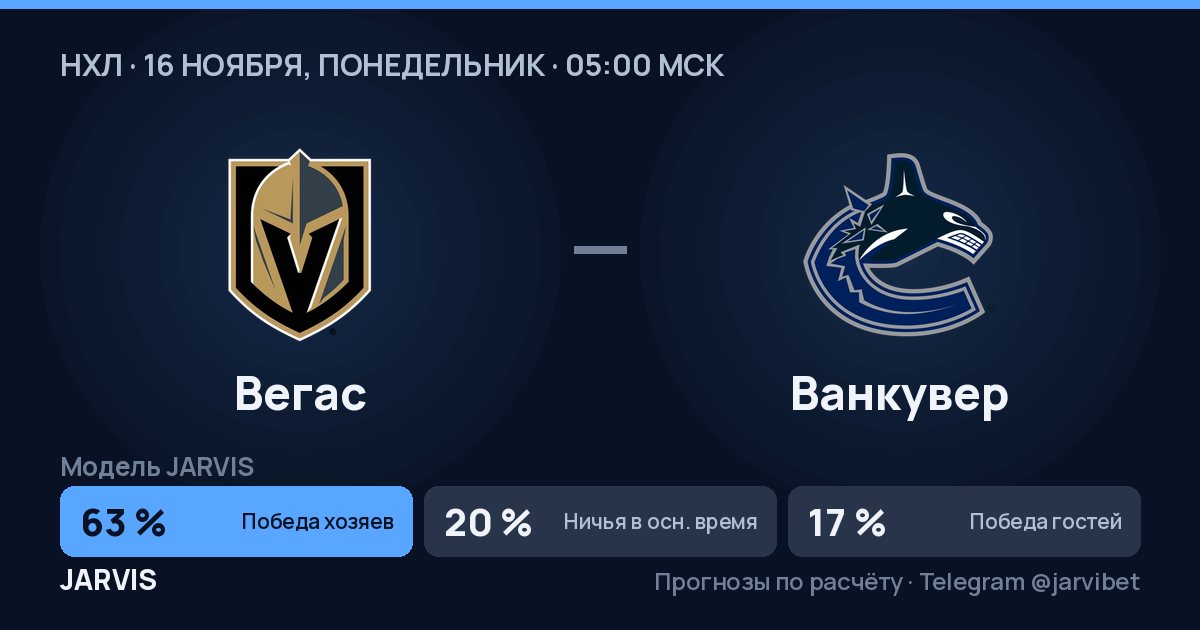 НХЛ · 16 НОЯБРЯ, ПОНЕДЕЛЬНИК · 05:00 МСК
—
Вегас
Ванкувер
Модель JARVIS
63 % Победа хозяев
20 % Ничья в осн. время
17 % Победа гостей
JARVIS
Прогнозы по расчёту · Telegram @jarvibet